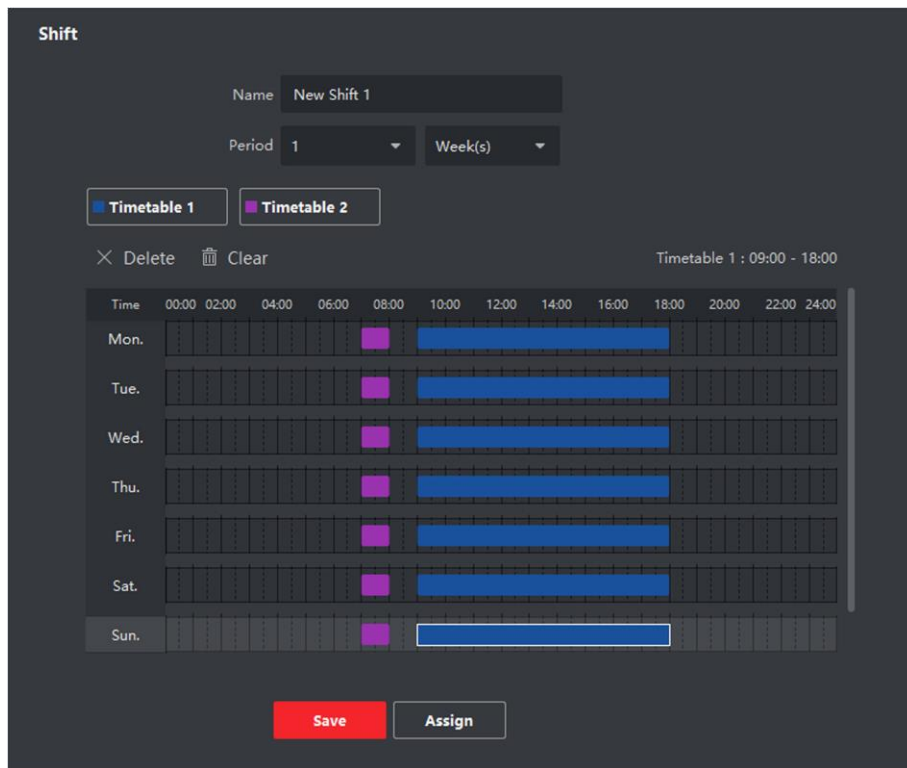 Shift
Name New Shift 1
Period 1 Week(s)
Timetable 1 Timetable 2
Delete Clear Timetable 1 : 09:00 - 18:00
Time 00:00 02:00 04:00 06:00 08:00 10:00 12:00 14:00 16:00 18:00 20:00 22:00 24:00
Mon.
Tue.
Wed.
Thu.
Fri.
Sat.
Sun.
Save Assign